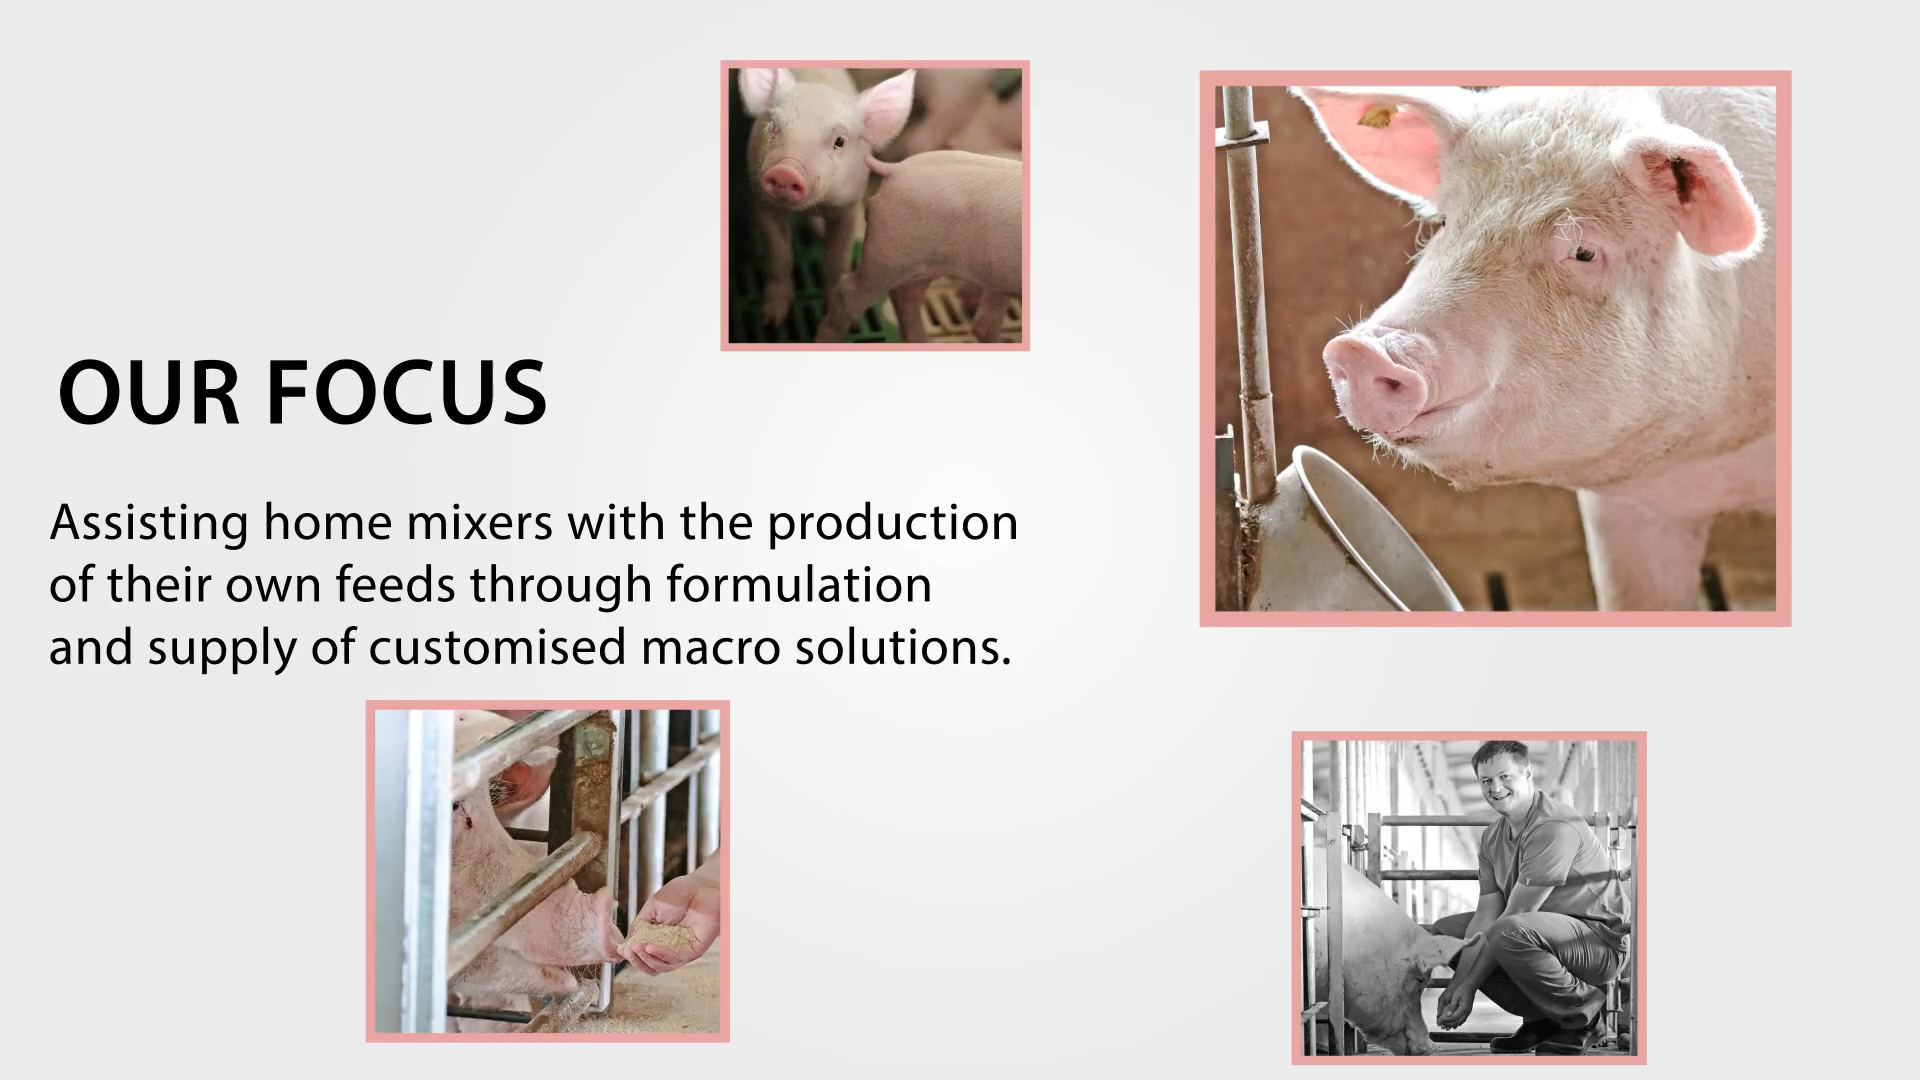 OUR FOCUS
Assisting home mixers with the production
of their own feeds through formulation
and supply of customised macro solutions.